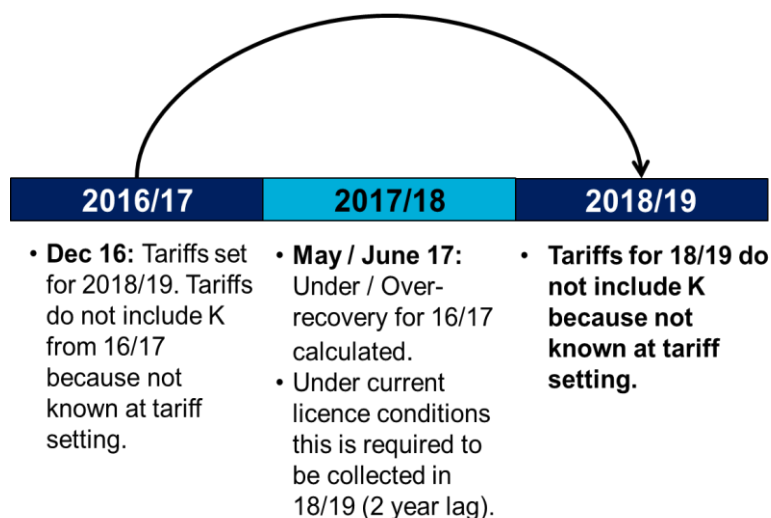 2016/17
2017/18
2018/19
• Dec 16: Tariffs set
for 2018/19. Tariffs
do not include K
from 16/17
because not
known at tariff
setting.
• May / June 17:
Under / Over-
recovery for 16/17
calculated.
• Under current
licence conditions
this is required to
be collected in
18/19 (2 year lag).
• Tariffs for 18/19 do
not include K
because not
known at tariff
setting.